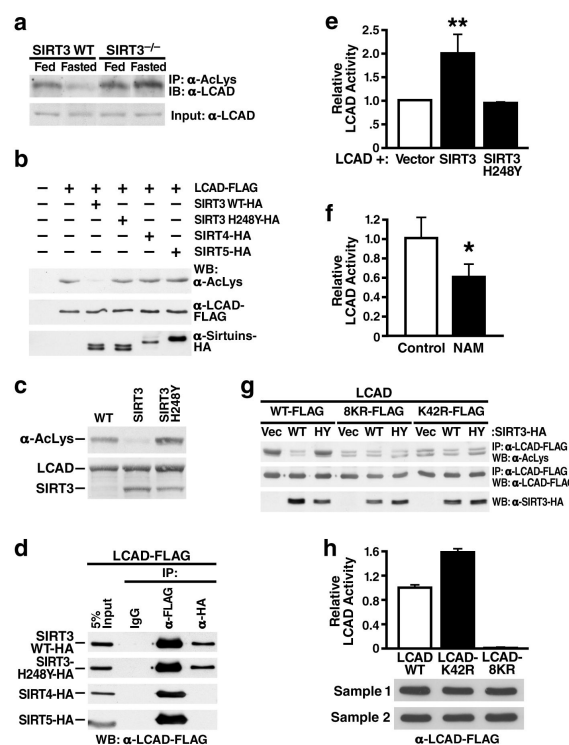 a
SIRT3 WT SIRT3–/–
Fed Fasted Fed Fasted
IP: α-AcLys
IB: α-LCAD
Input: α-LCAD
b
– + + + + + LCAD-FLAG
– – + – – – SIRT3 WT-HA
– – – + – – SIRT3 H248Y-HA
– – – – + – SIRT4-HA
– – – – – + SIRT5-HA
WB:
α-AcLys
α-LCAD-
FLAG
α-Sirtuins-
HA
c
WT SIRT3 SIRT3 H248Y
α-AcLys
LCAD
SIRT3
d
LCAD-FLAG
IP:
5% Input IgG α-FLAG α-HA
SIRT3
WT-HA
SIRT3-
H248Y-HA
SIRT4-HA
SIRT5-HA
WB: α-LCAD-FLAG
e
Relative
LCAD Activity
2.5
2.0
1.5
1.0
.5
0
**
LCAD +: Vector SIRT3 SIRT3
H248Y
f
Relative
LCAD Activity
1.2
1.0
0.8
0.6
0.4
0.2
0
*
Control NAM
g
LCAD
WT-FLAG 8KR-FLAG K42R-FLAG
Vec WT HY Vec WT HY Vec WT HY :SIRT3-HA
IP: α-LCAD-FLAG
WB: α-AcLys
IP: α-LCAD-FLAG
WB: α-LCAD-FLAG
WB: α-SIRT3-HA
h
Relative
LCAD Activity
1.6
1.2
0.8
0.4
0
LCAD LCAD- LCAD-
WT K42R 8KR
Sample 1
Sample 2
α-LCAD-FLAG